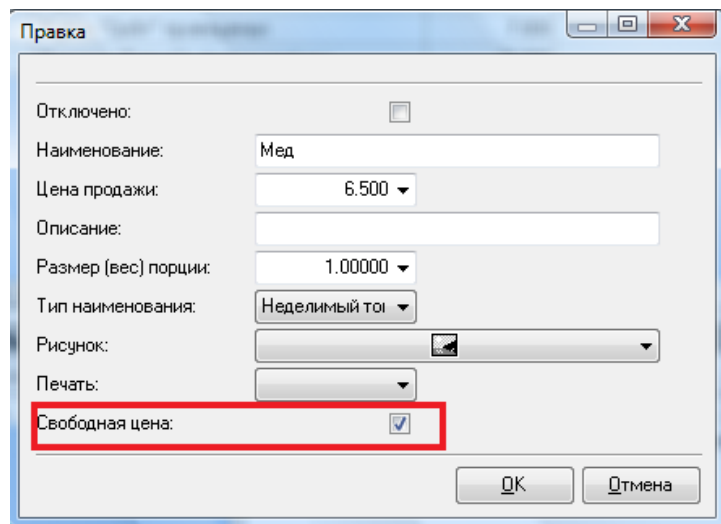 Правка
Отключено:
Наименование: Мед
Цена продажи: 6.500
Описание:
Размер (вес) порции: 1.00000
Тип наименования: Неделимый тоı
Рисунок:
Печать:
Свободная цена:
OK Отмена